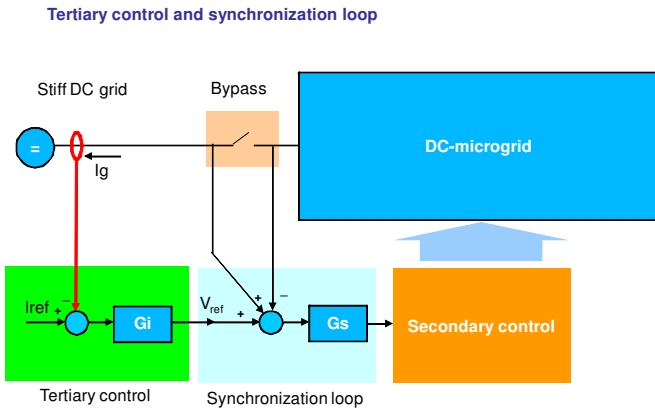 Tertiary control and synchronization loop
Stiff DC grid
Bypass
=
Ig
DC-microgrid
Iref
+
−
Gi
Vref
+
+
−
Gs
Secondary control
Tertiary control
Synchronization loop